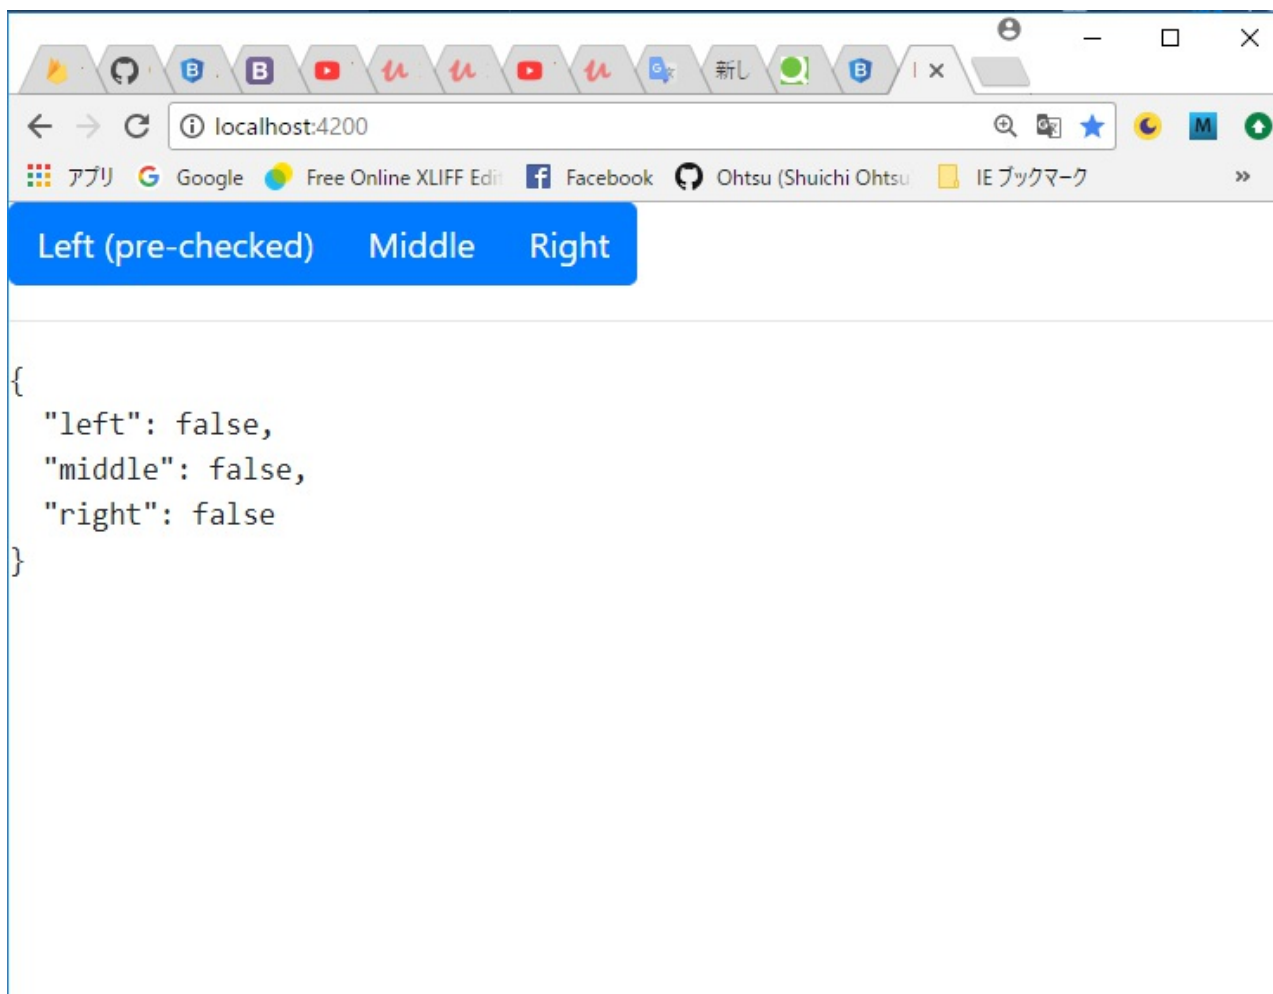 新し
localhost:4200
アプリ Google Free Online XLIFF Edi Facebook Ohtsu (Shuichi Ohtsu IE ブックマーク »
Left (pre-checked) Middle Right
{
"left": false,
"middle": false,
"right": false
}